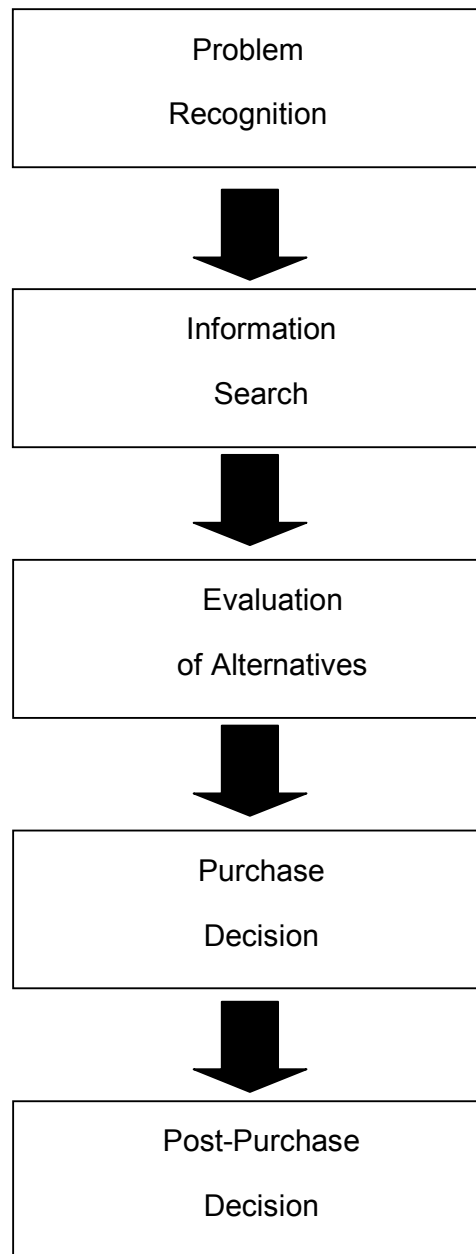 Problem
Recognition
Information
Search
Evaluation
of Alternatives
Purchase
Decision
Post-Purchase
Decision